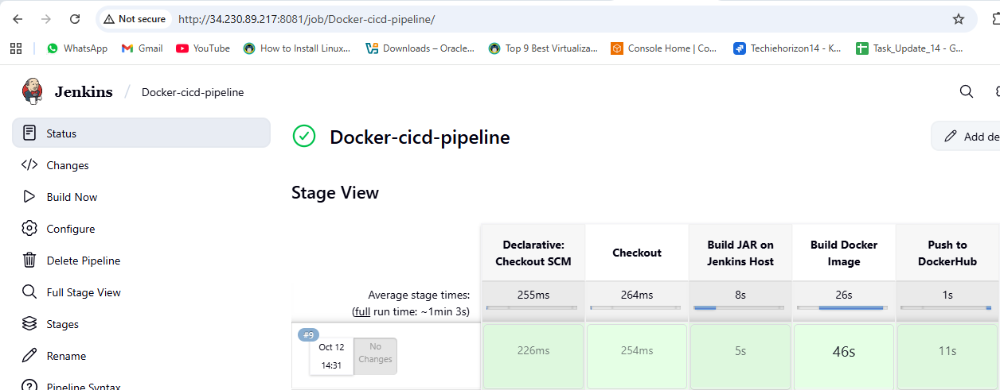 Not secure http://34.230.89.217:8081/job/Docker-cicd-pipeline/
WhatsApp Gmail YouTube How to Install Linux... Downloads – Oracle... Top 9 Best Virtualiza... Console Home | Co... Techiehorizon14 - K... Task_Update_14 - G...
Jenkins / Docker-cicd-pipeline
Status
Changes
Build Now
Configure
Delete Pipeline
Full Stage View
Stages
Rename
Pipeline Syntax
Docker-cicd-pipeline
Add de
Stage View
Declarative:
Checkout SCM
Checkout
Build JAR on
Jenkins Host
Build Docker
Image
Push to
DockerHub
Average stage times:
(full run time: ~1min 3s)
255ms 264ms 8s 26s 1s
#9
Oct 12
14:31
No
Changes
226ms 254ms 5s 46s 11s